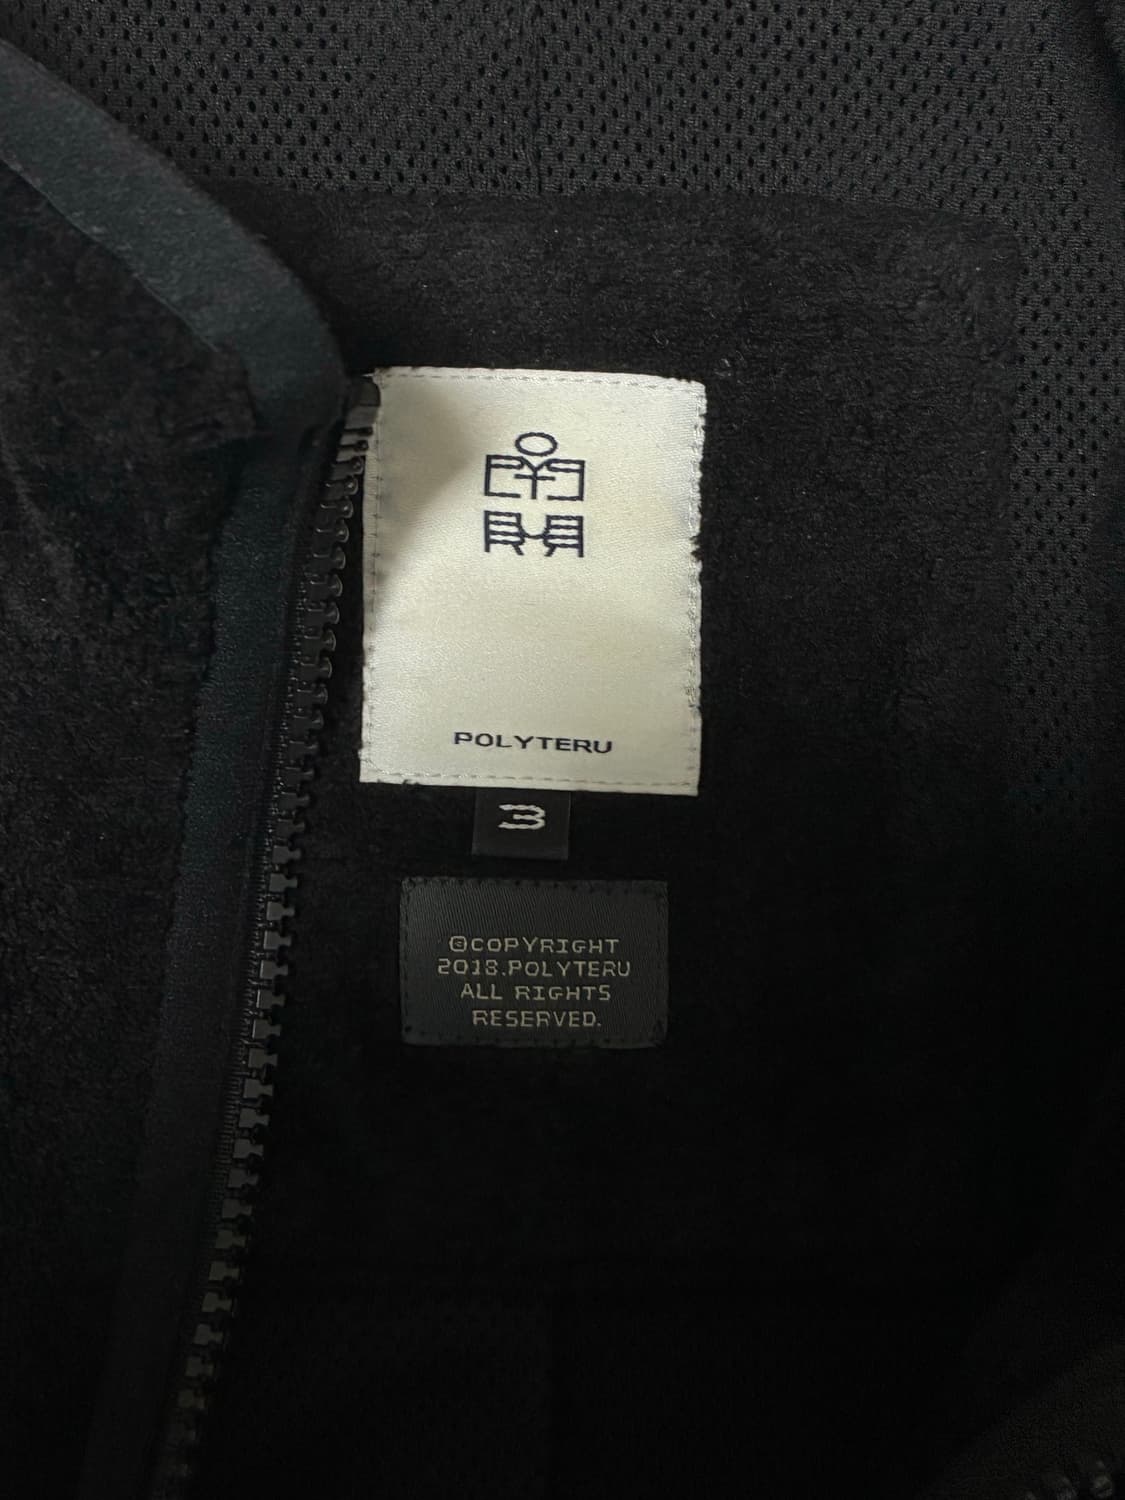 POLYTERU
3
©COPYRIGHT
2018.POLYTERU
ALL RIGHTS
RESERVED.